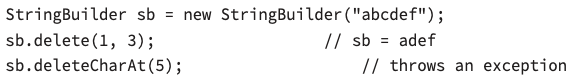 StringBuilder sb = new StringBuilder("abcdef");
sb.delete(1, 3); // sb = adef
sb.deleteCharAt(5); // throws an exception